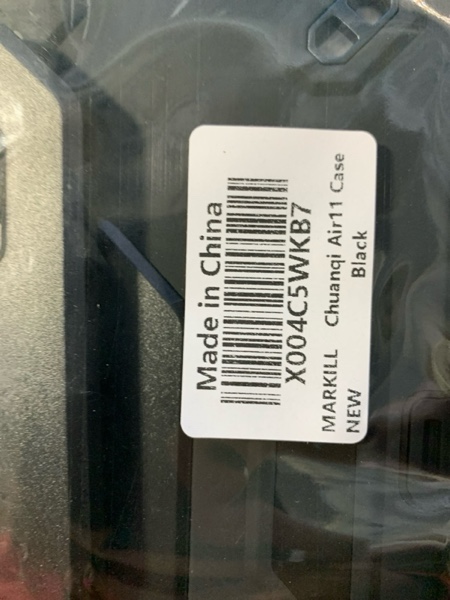 Made in China
X004C5WKB7
MARKILL Chuanqi Air11 Case
Black
NEW